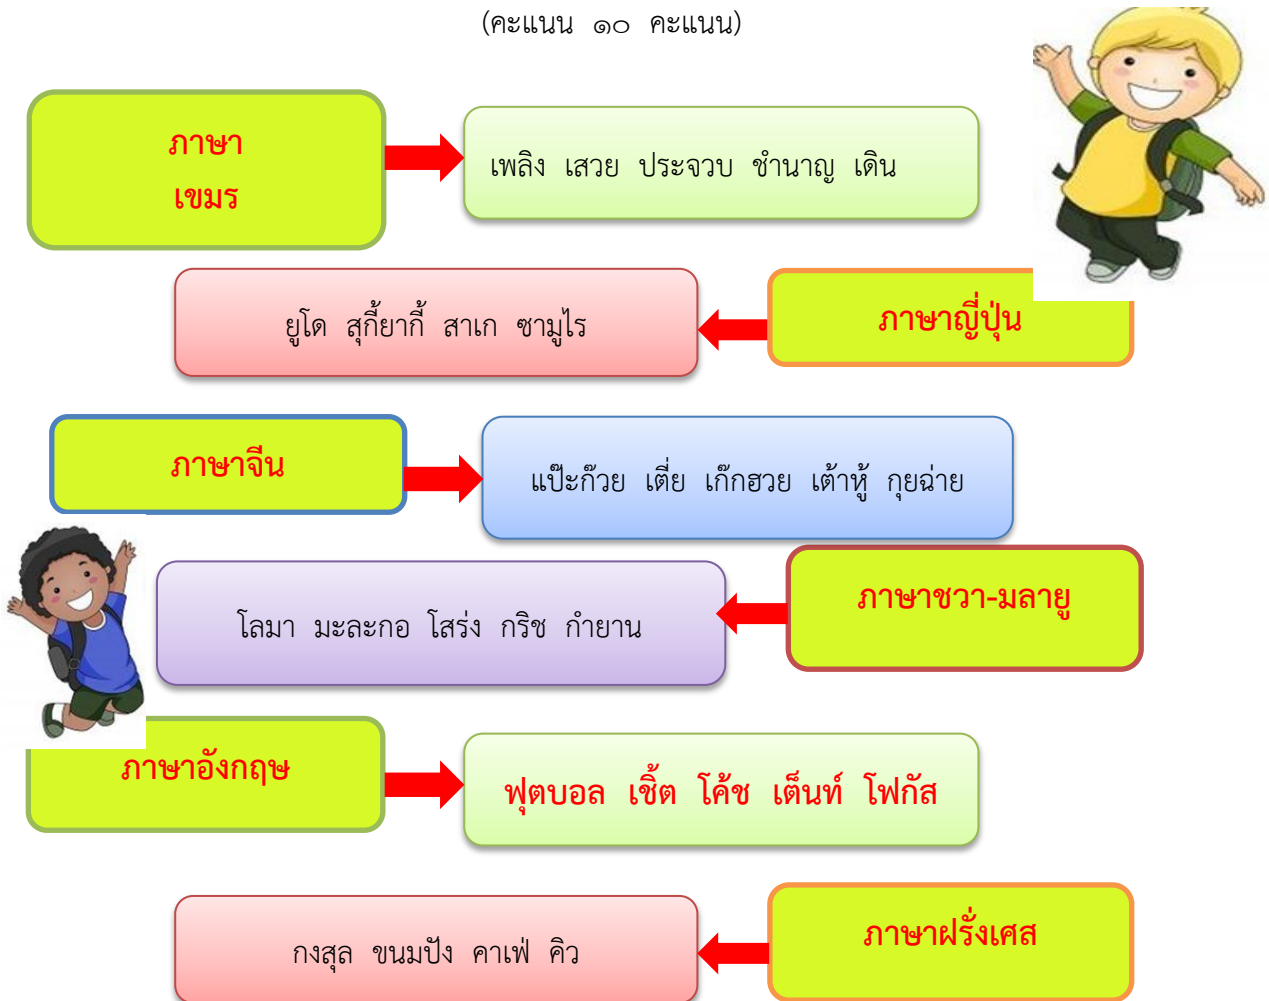 (คะแนน ๑๐ คะแนน)
ภาษา
เขมร
เพลิง เสวย ประจวบ ชำนาญ เดิน
ยูโด สุกี้ยากี้ สาเก ซามูไร
ภาษาญี่ปุ่น
ภาษาจีน
แป๊ะก๊วย เตี่ย เก๊กฮวย เต้าหู้ กุยฉ่าย
โลมา มะละกอ โสร่ง กริช กำยาน
ภาษาชวา-มลายู
ภาษาอังกฤษ
ฟุตบอล เชิ้ต โค้ช เต็นท์ โฟกัส
กงสุล ขนมปัง คาเฟ่ คิว
ภาษาฝรั่งเศส